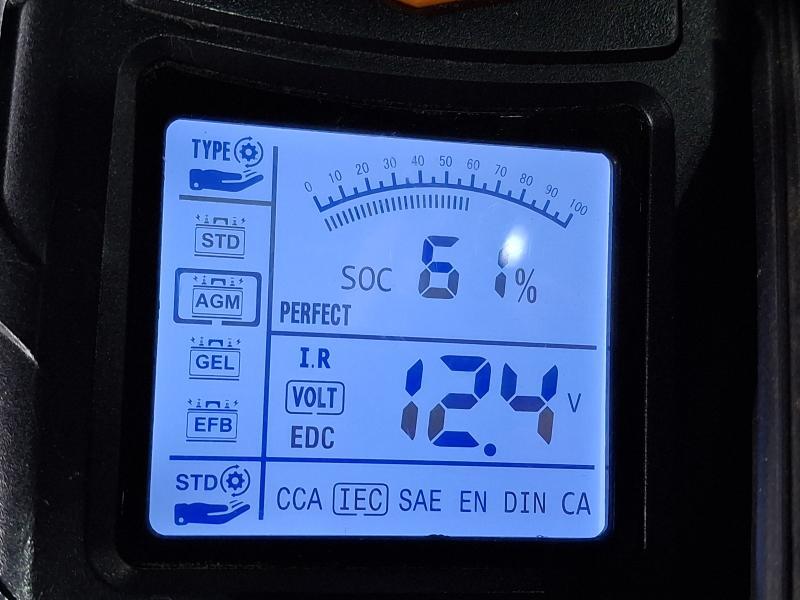 TYPE
STD
AGM
GEL
EFB
STD
0 10 20 30 40 50 60 70 80 90 100
SOC 61%
PERFECT
I.R
VOLT
EDC
12.4 V
CCA IEC SAE EN DIN CA